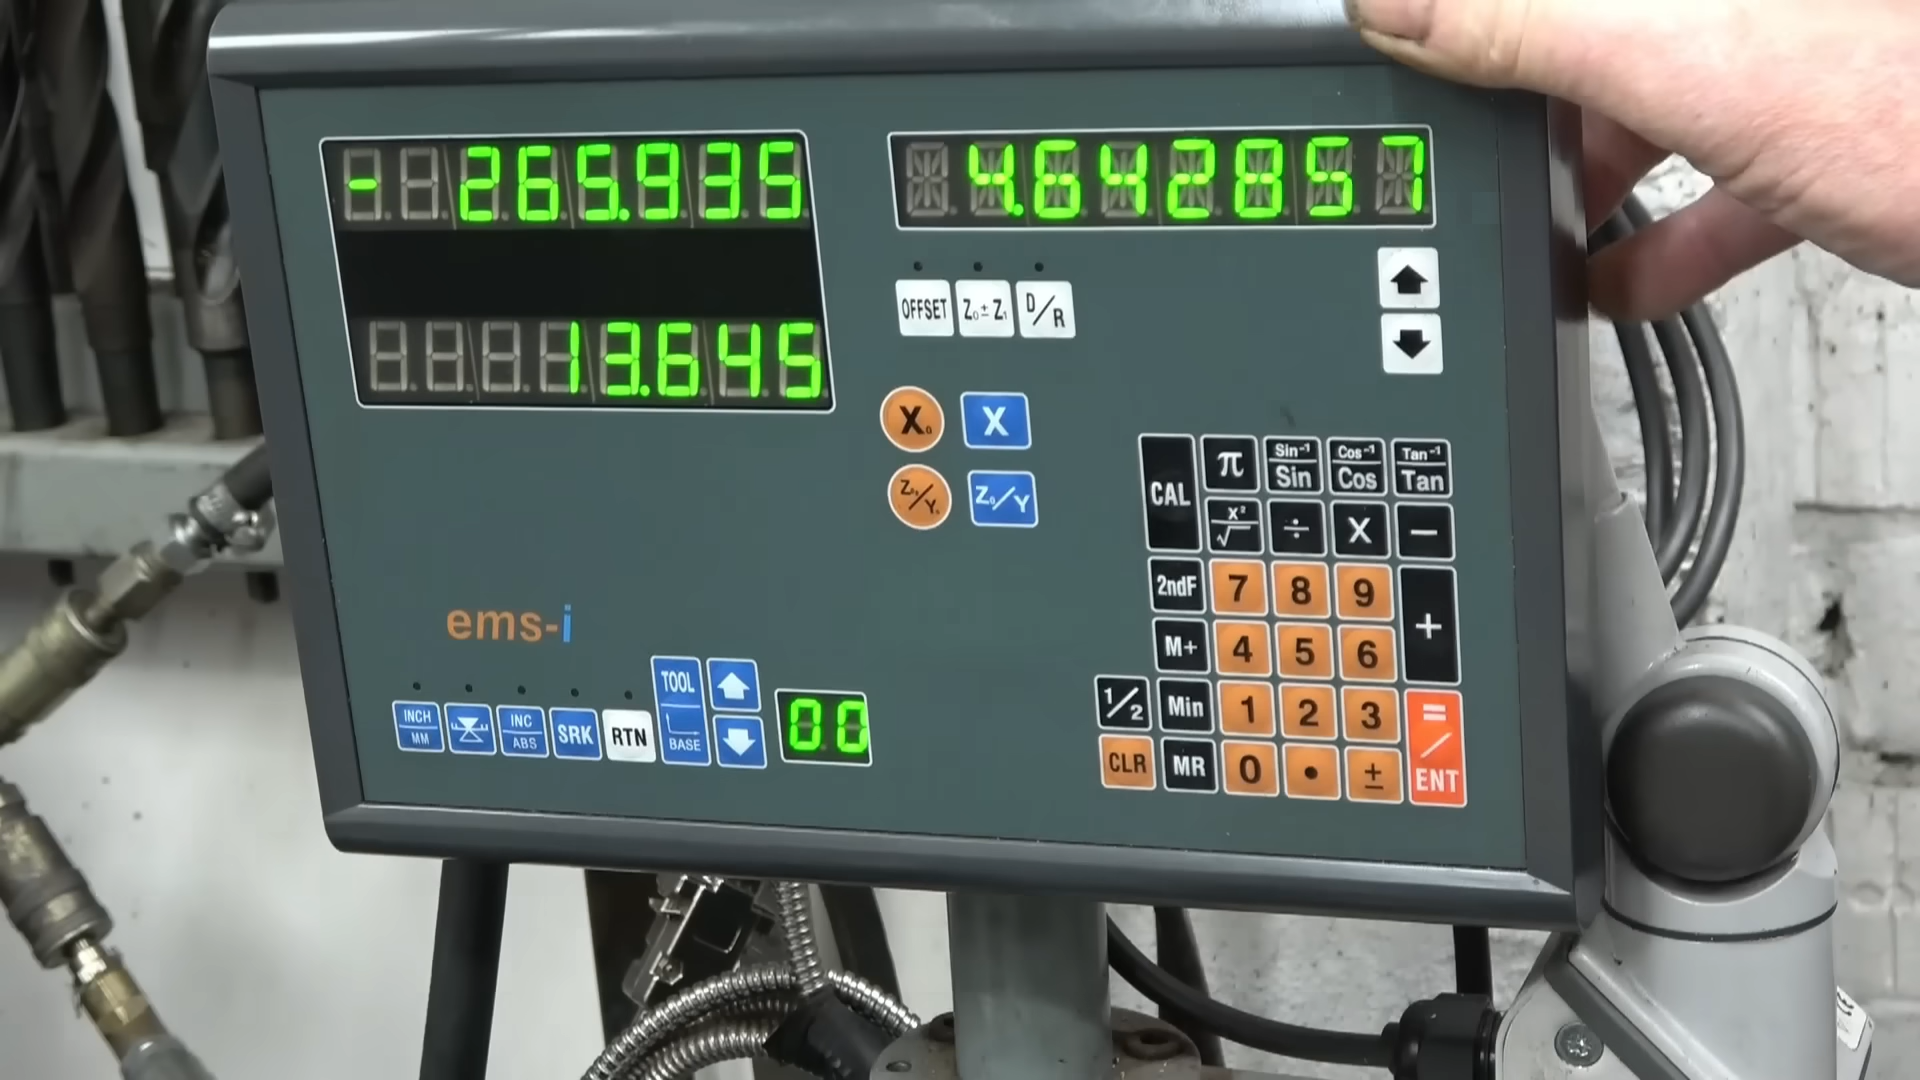 - 265.935
4.642857
13.645
OFFSET Z₀±Z₁ D/R
X₀ X
Z₀/Y₀ Z₀/Y
CAL π Sin⁻¹ Sin Cos⁻¹ Cos Tan⁻¹ Tan
x² √ ÷ X −
2ndF 7 8 9
ems-i
M+ 4 5 6 +
1/2 Min 1 2 3
CLR MR 0 • ± = / ENT
INCH MM INC ABS SRK RTN TOOL BASE 00